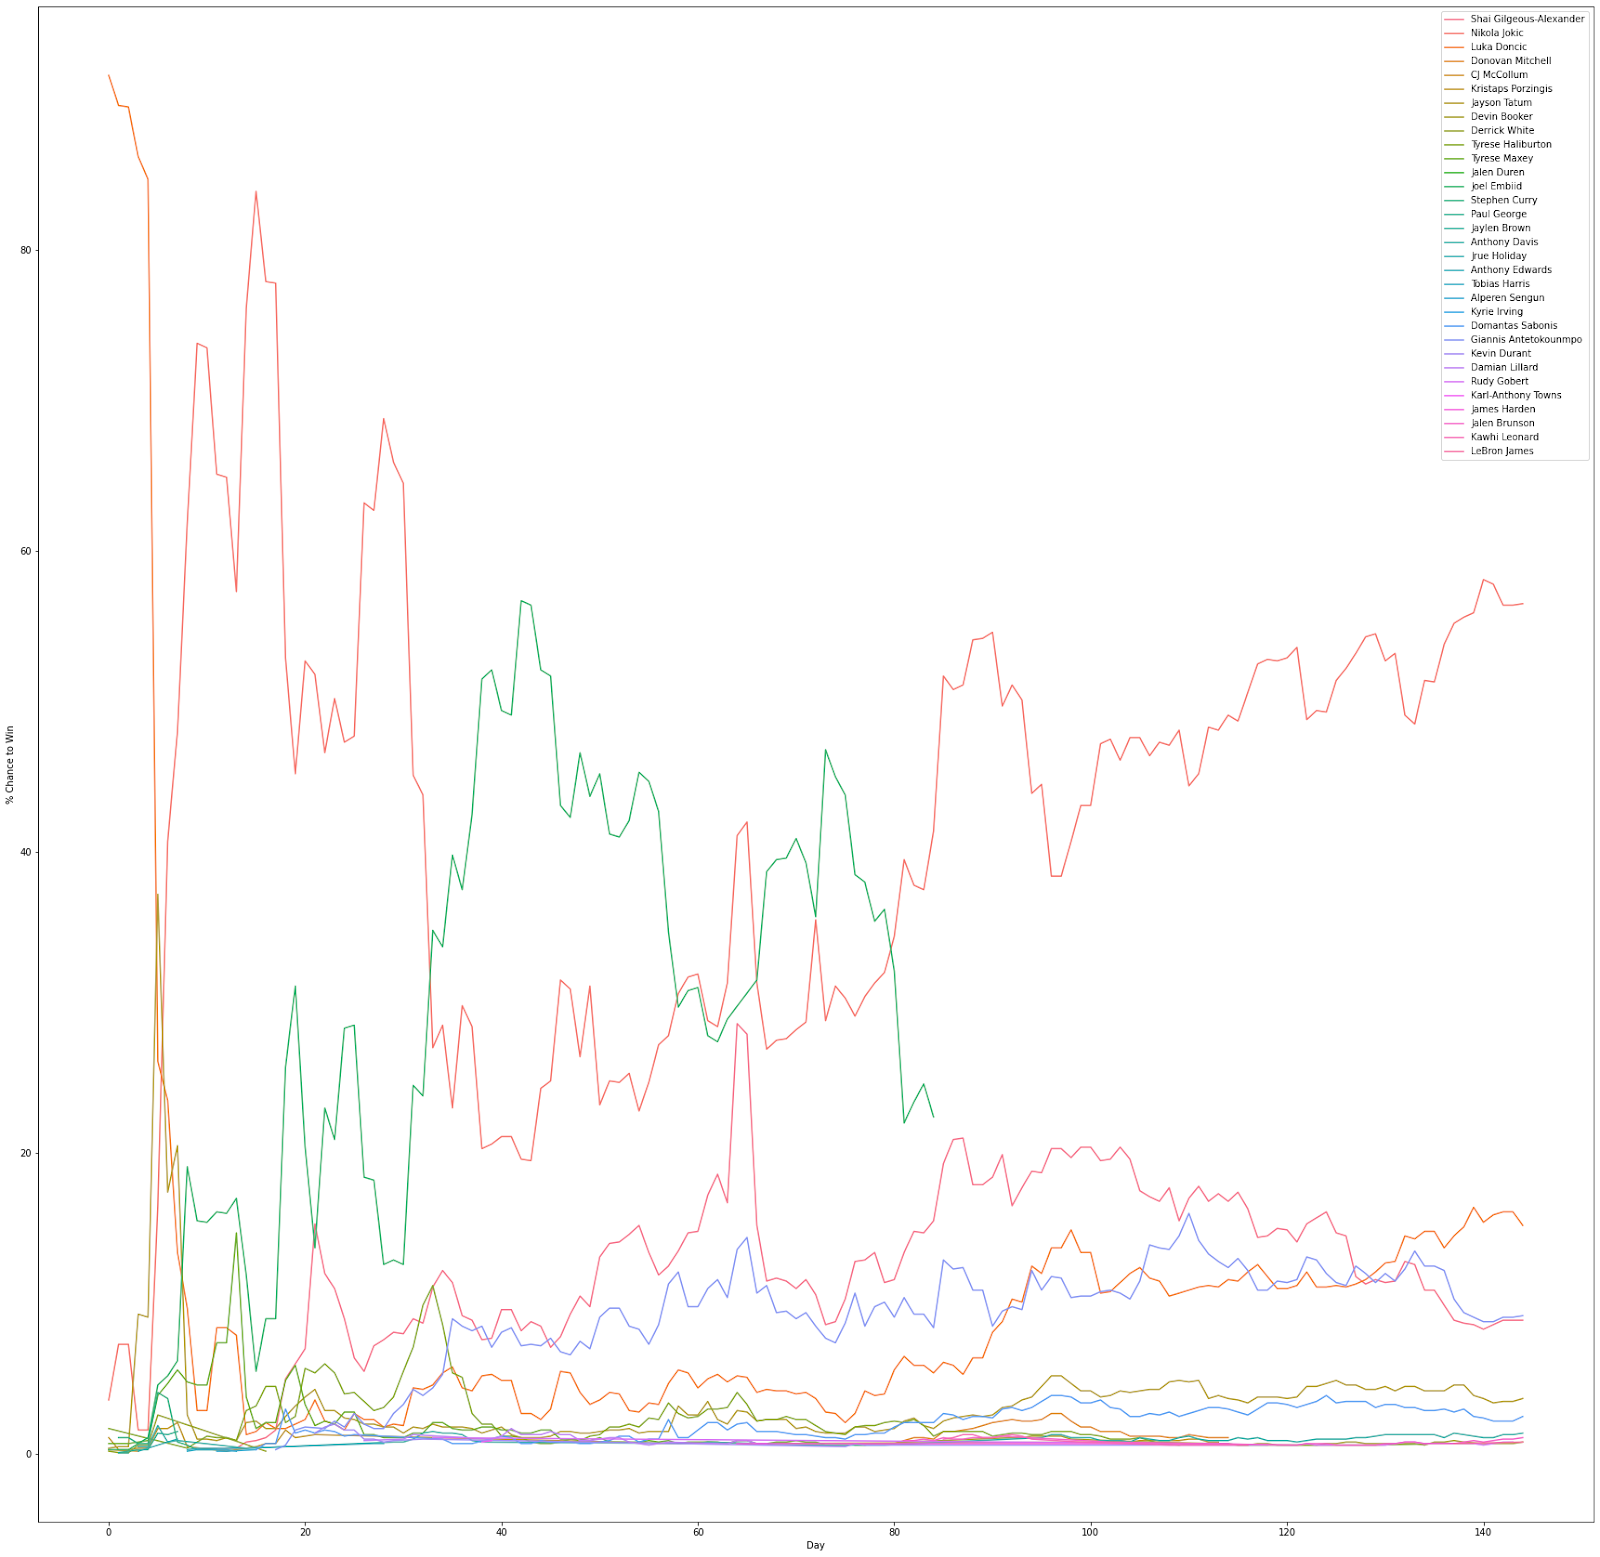 Shai Gilgeous-Alexander
Nikola Jokic
Luka Doncic
Donovan Mitchell
CJ McCollum
Kristaps Porzingis
Jayson Tatum
Devin Booker
Derrick White
Tyrese Haliburton
Tyrese Maxey
Jalen Duren
Joel Embiid
Stephen Curry
Paul George
Jaylen Brown
Anthony Davis
Jrue Holiday
Anthony Edwards
Tobias Harris
Alperen Sengun
Kyrie Irving
Domantas Sabonis
Giannis Antetokounmpo
Kevin Durant
Damian Lillard
Rudy Gobert
Karl-Anthony Towns
James Harden
Jalen Brunson
Kawhi Leonard
LeBron James
80
60
40
20
0
% Chance to Win
0 20 40 60 80 100 120 140
Day